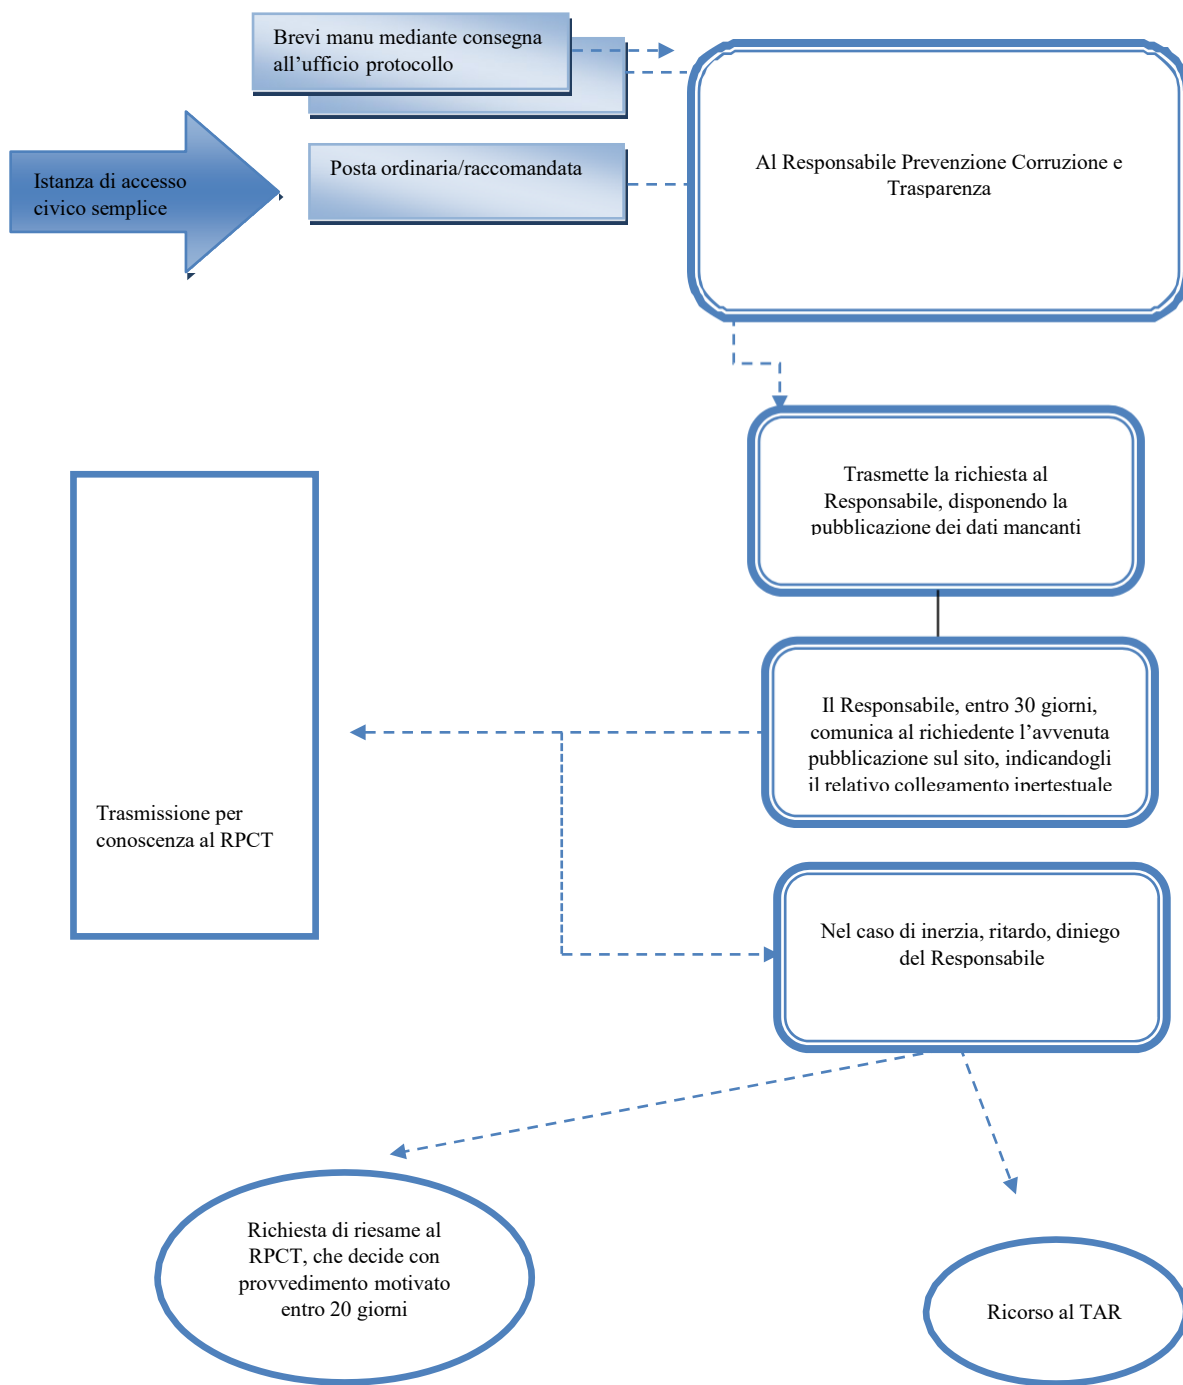 Brevi manu mediante consegna
all’ufficio protocollo
Istanza di accesso
civico semplice
Posta ordinaria/raccomandata
Al Responsabile Prevenzione Corruzione e
Trasparenza
Trasmette la richiesta al
Responsabile, disponendo la
pubblicazione dei dati mancanti
Il Responsabile, entro 30 giorni,
comunica al richiedente l’avvenuta
pubblicazione sul sito, indicandogli
il relativo collegamento ipertestuale
Trasmissione per
conoscenza al RPCT
Nel caso di inerzia, ritardo, diniego
del Responsabile
Richiesta di riesame al
RPCT, che decide con
provvedimento motivato
entro 20 giorni
Ricorso al TAR